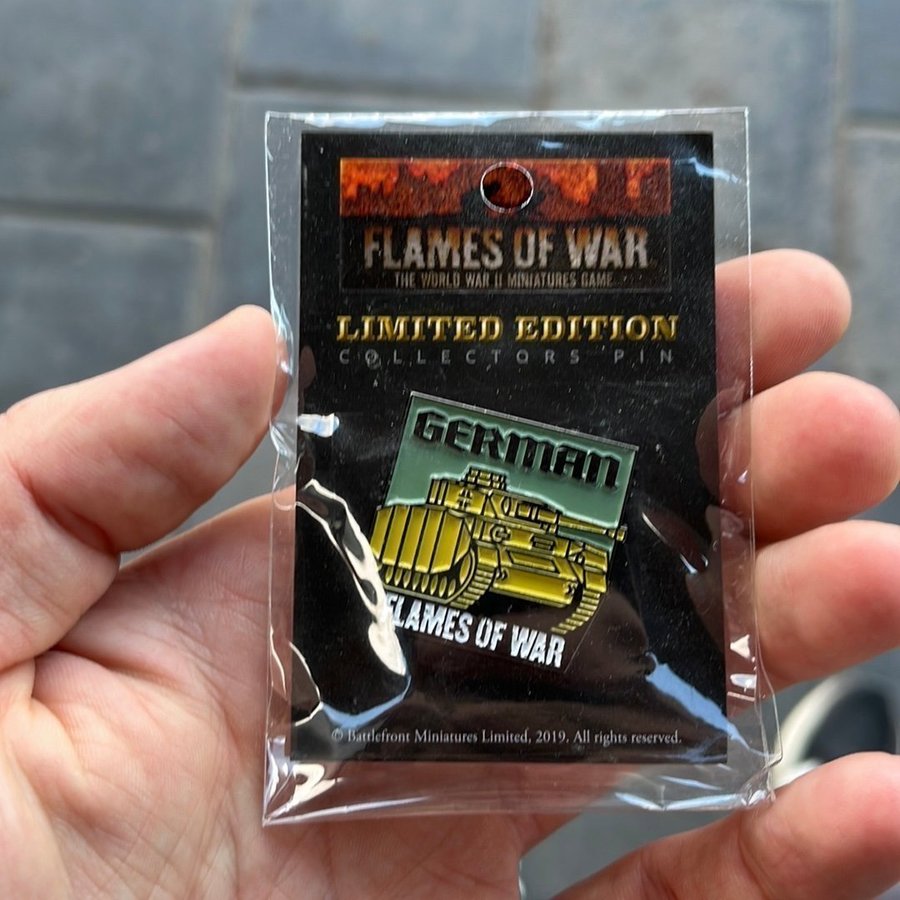 FLAMES OF WAR
THE WORLD WAR II MINIATURES GAME
LIMITED EDITION
COLLECTORS PIN
GERMAN
FLAMES OF WAR
© Battlefront Miniatures Limited, 2019. All rights reserved.